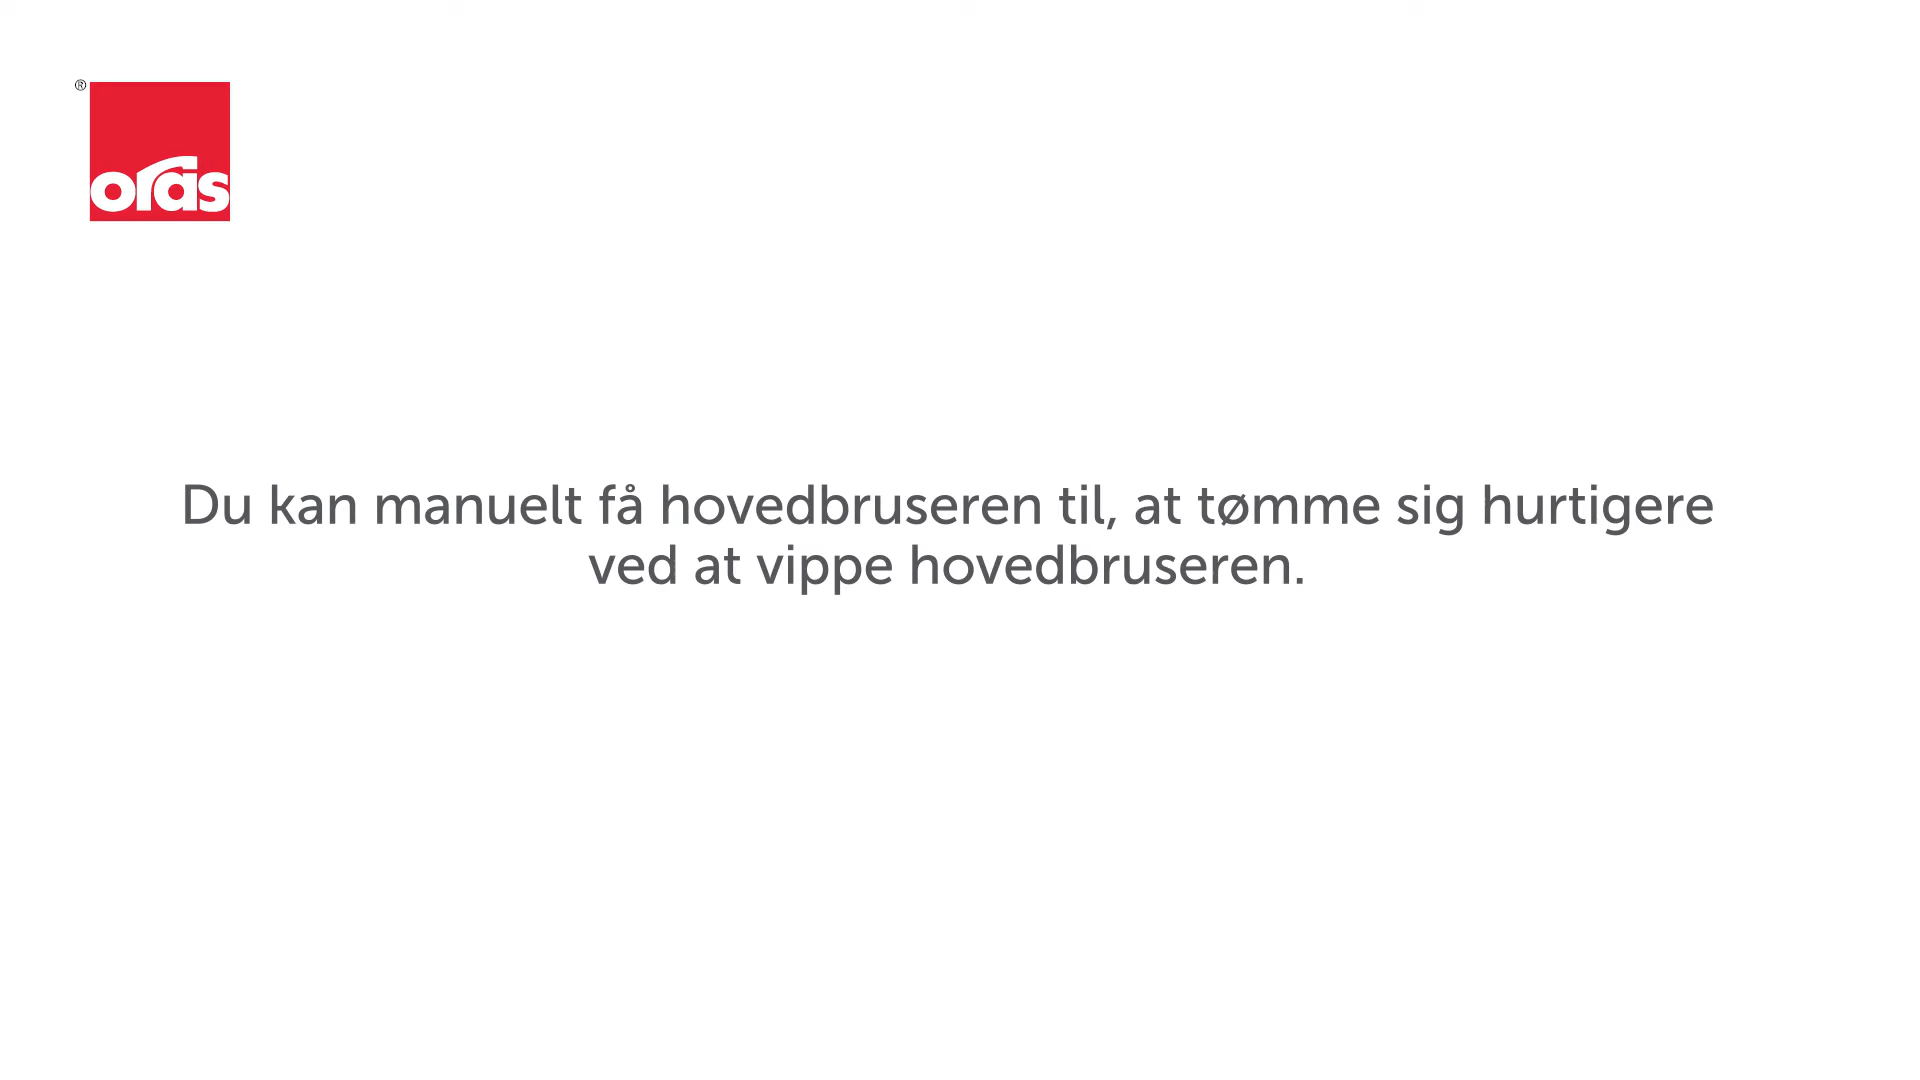 ®
oras
Du kan manuelt få hovedbruseren til, at tømme sig hurtigere
ved at vippe hovedbruseren.